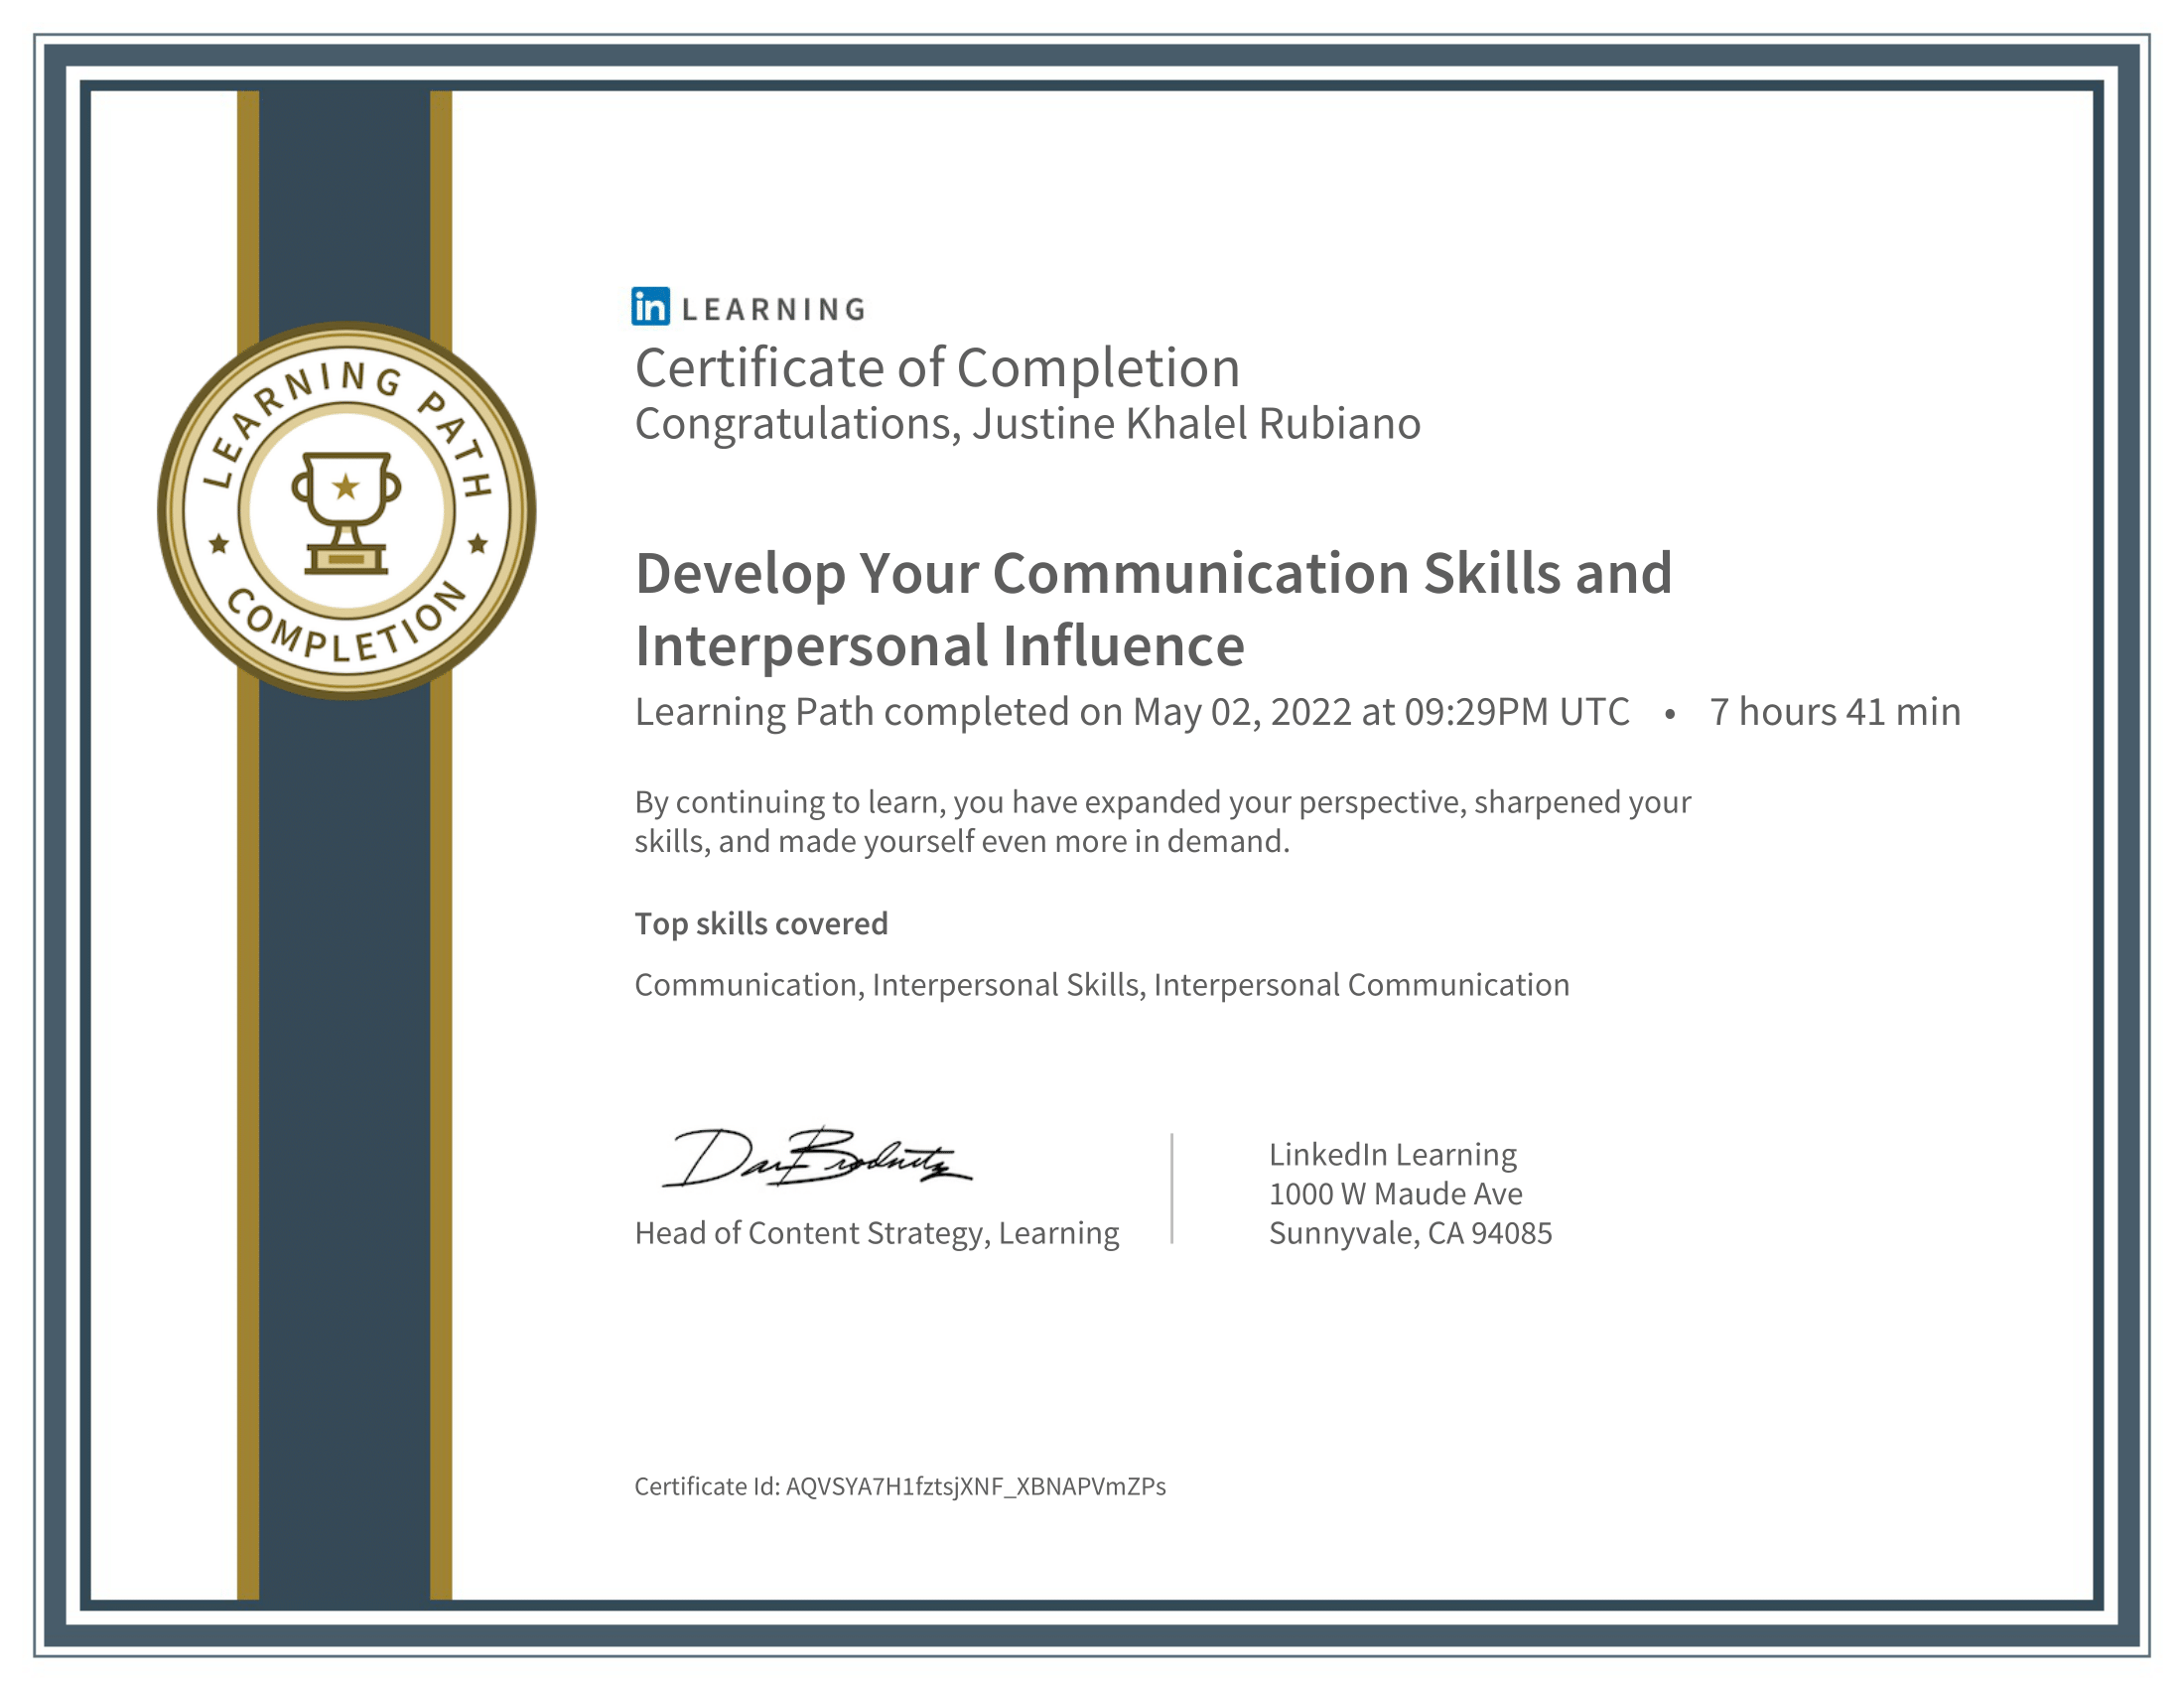 LEARNING PATH
COMPLETION
in LEARNING
Certificate of Completion
Congratulations, Justine Khalel Rubiano
Develop Your Communication Skills and
Interpersonal Influence
Learning Path completed on May 02, 2022 at 09:29PM UTC • 7 hours 41 min
By continuing to learn, you have expanded your perspective, sharpened your
skills, and made yourself even more in demand.
Top skills covered
Communication, Interpersonal Skills, Interpersonal Communication
Dan Brodnitz
Head of Content Strategy, Learning
LinkedIn Learning
1000 W Maude Ave
Sunnyvale, CA 94085
Certificate Id: AQVSYA7H1fztsjXNF_XBNAPVmZPs